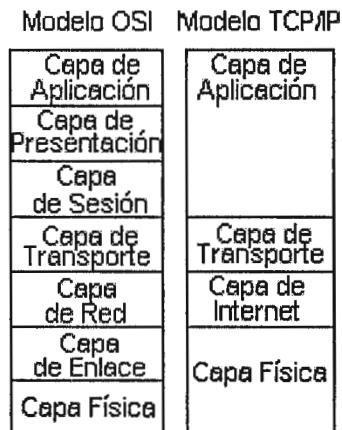 Modelo OSI
Capa de
Aplicación
Capa de
Presentación
Capa
de Sesión
Capa de
Transporte
Capa
de Red
Capa
de Enlace
Capa Física
Modelo TCP/IP
Capa de
Aplicación
Capa de
Transporte
Capa de
Internet
Capa Física